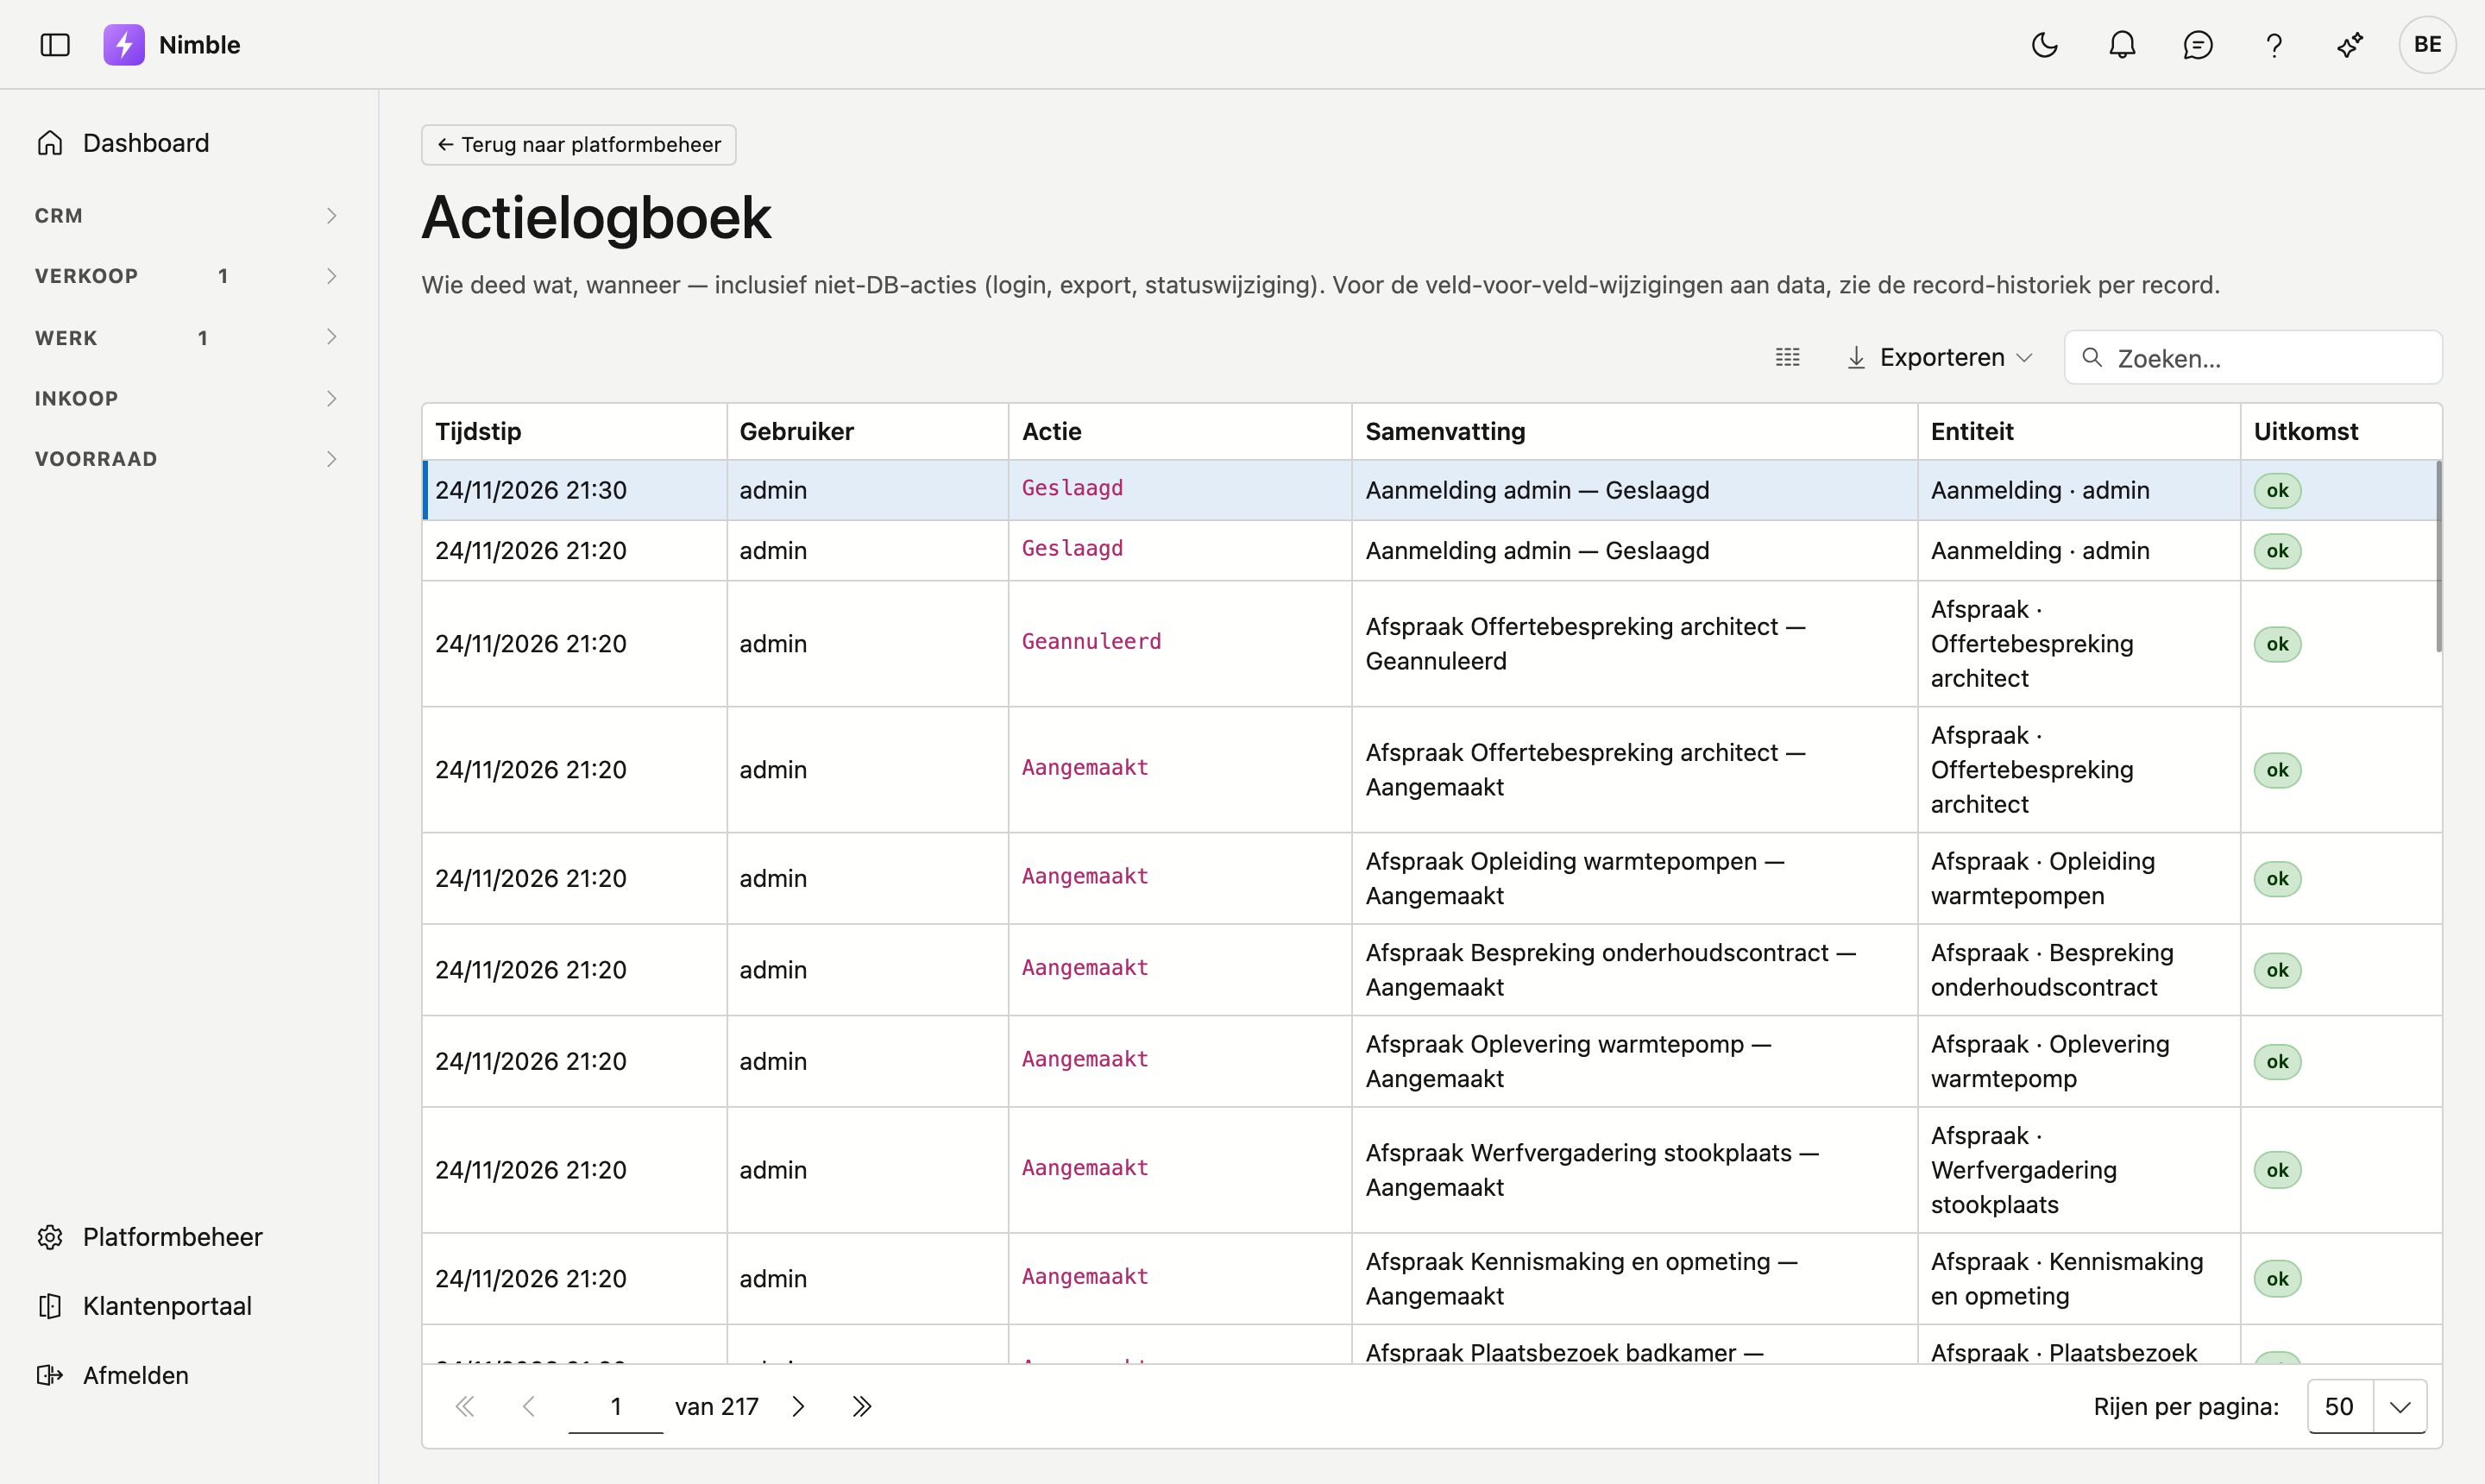 Nimble
BE
Dashboard
CRM
VERKOOP 1
WERK 1
INKOOP
VOORRAAD
Platformbeheer
Klantenportaal
Afmelden
← Terug naar platformbeheer
Actielogboek
Wie deed wat, wanneer — inclusief niet-DB-acties (login, export, statuswijziging). Voor de veld-voor-veld-wijzigingen aan data, zie de record-historiek per record.
Exporteren
Zoeken...
Tijdstip Gebruiker Actie Samenvatting Entiteit Uitkomst
24/11/2026 21:30 admin Geslaagd Aanmelding admin — Geslaagd Aanmelding · admin ok
24/11/2026 21:20 admin Geslaagd Aanmelding admin — Geslaagd Aanmelding · admin ok
24/11/2026 21:20 admin Geannuleerd
Afspraak Offertebespreking architect —
Geannuleerd
Afspraak ·
Offertebespreking
architect
ok
24/11/2026 21:20 admin Aangemaakt
Afspraak Offertebespreking architect —
Aangemaakt
Afspraak ·
Offertebespreking
architect
ok
24/11/2026 21:20 admin Aangemaakt
Afspraak Opleiding warmtepompen —
Aangemaakt
Afspraak · Opleiding
warmtepompen
ok
24/11/2026 21:20 admin Aangemaakt
Afspraak Bespreking onderhoudscontract —
Aangemaakt
Afspraak · Bespreking
onderhoudscontract
ok
24/11/2026 21:20 admin Aangemaakt
Afspraak Oplevering warmtepomp —
Aangemaakt
Afspraak · Oplevering
warmtepomp
ok
24/11/2026 21:20 admin Aangemaakt
Afspraak Werfvergadering stookplaats —
Aangemaakt
Afspraak ·
Werfvergadering
stookplaats
ok
24/11/2026 21:20 admin Aangemaakt
Afspraak Kennismaking en opmeting —
Aangemaakt
Afspraak · Kennismaking
en opmeting
ok
Afspraak Plaatsbezoek badkamer —
Afspraak · Plaatsbezoek
1 van 217
Rijen per pagina: 50